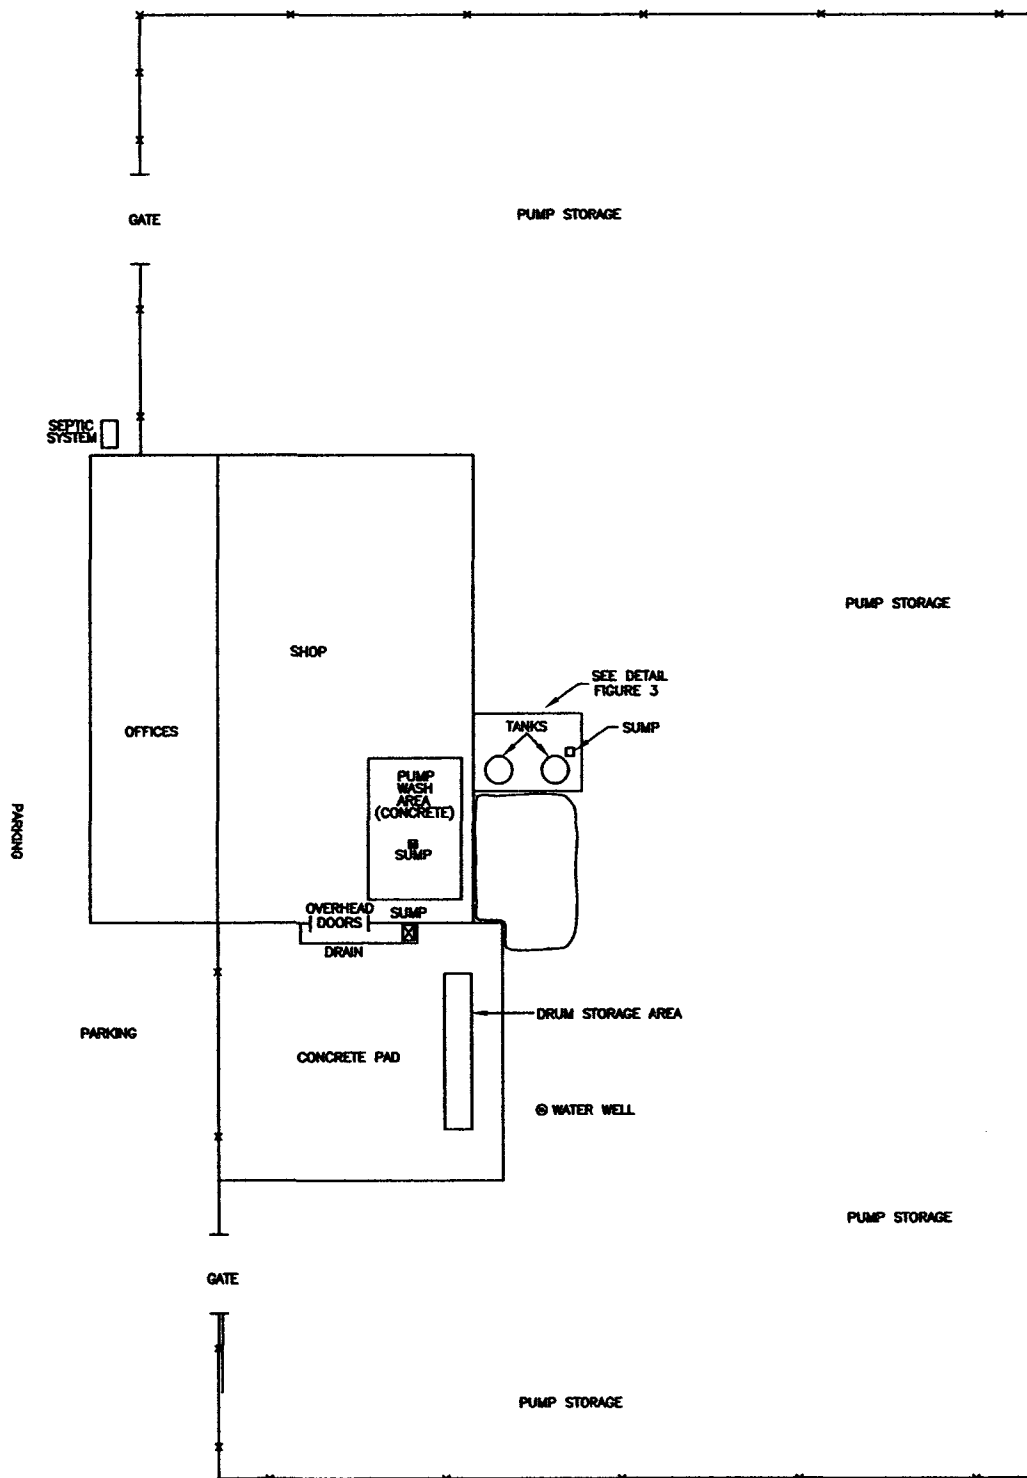 GATE
PUMP STORAGE
SEPTIC
SYSTEM
PUMP STORAGE
SHOP
SEE DETAIL
FIGURE 3
OFFICES
TANKS
SUMP
PUMP
WASH
AREA
(CONCRETE)
SUMP
PARKING
OVERHEAD
DOORS
SUMP
DRAIN
DRUM STORAGE AREA
PARKING
CONCRETE PAD
WATER WELL
PUMP STORAGE
GATE
PUMP STORAGE